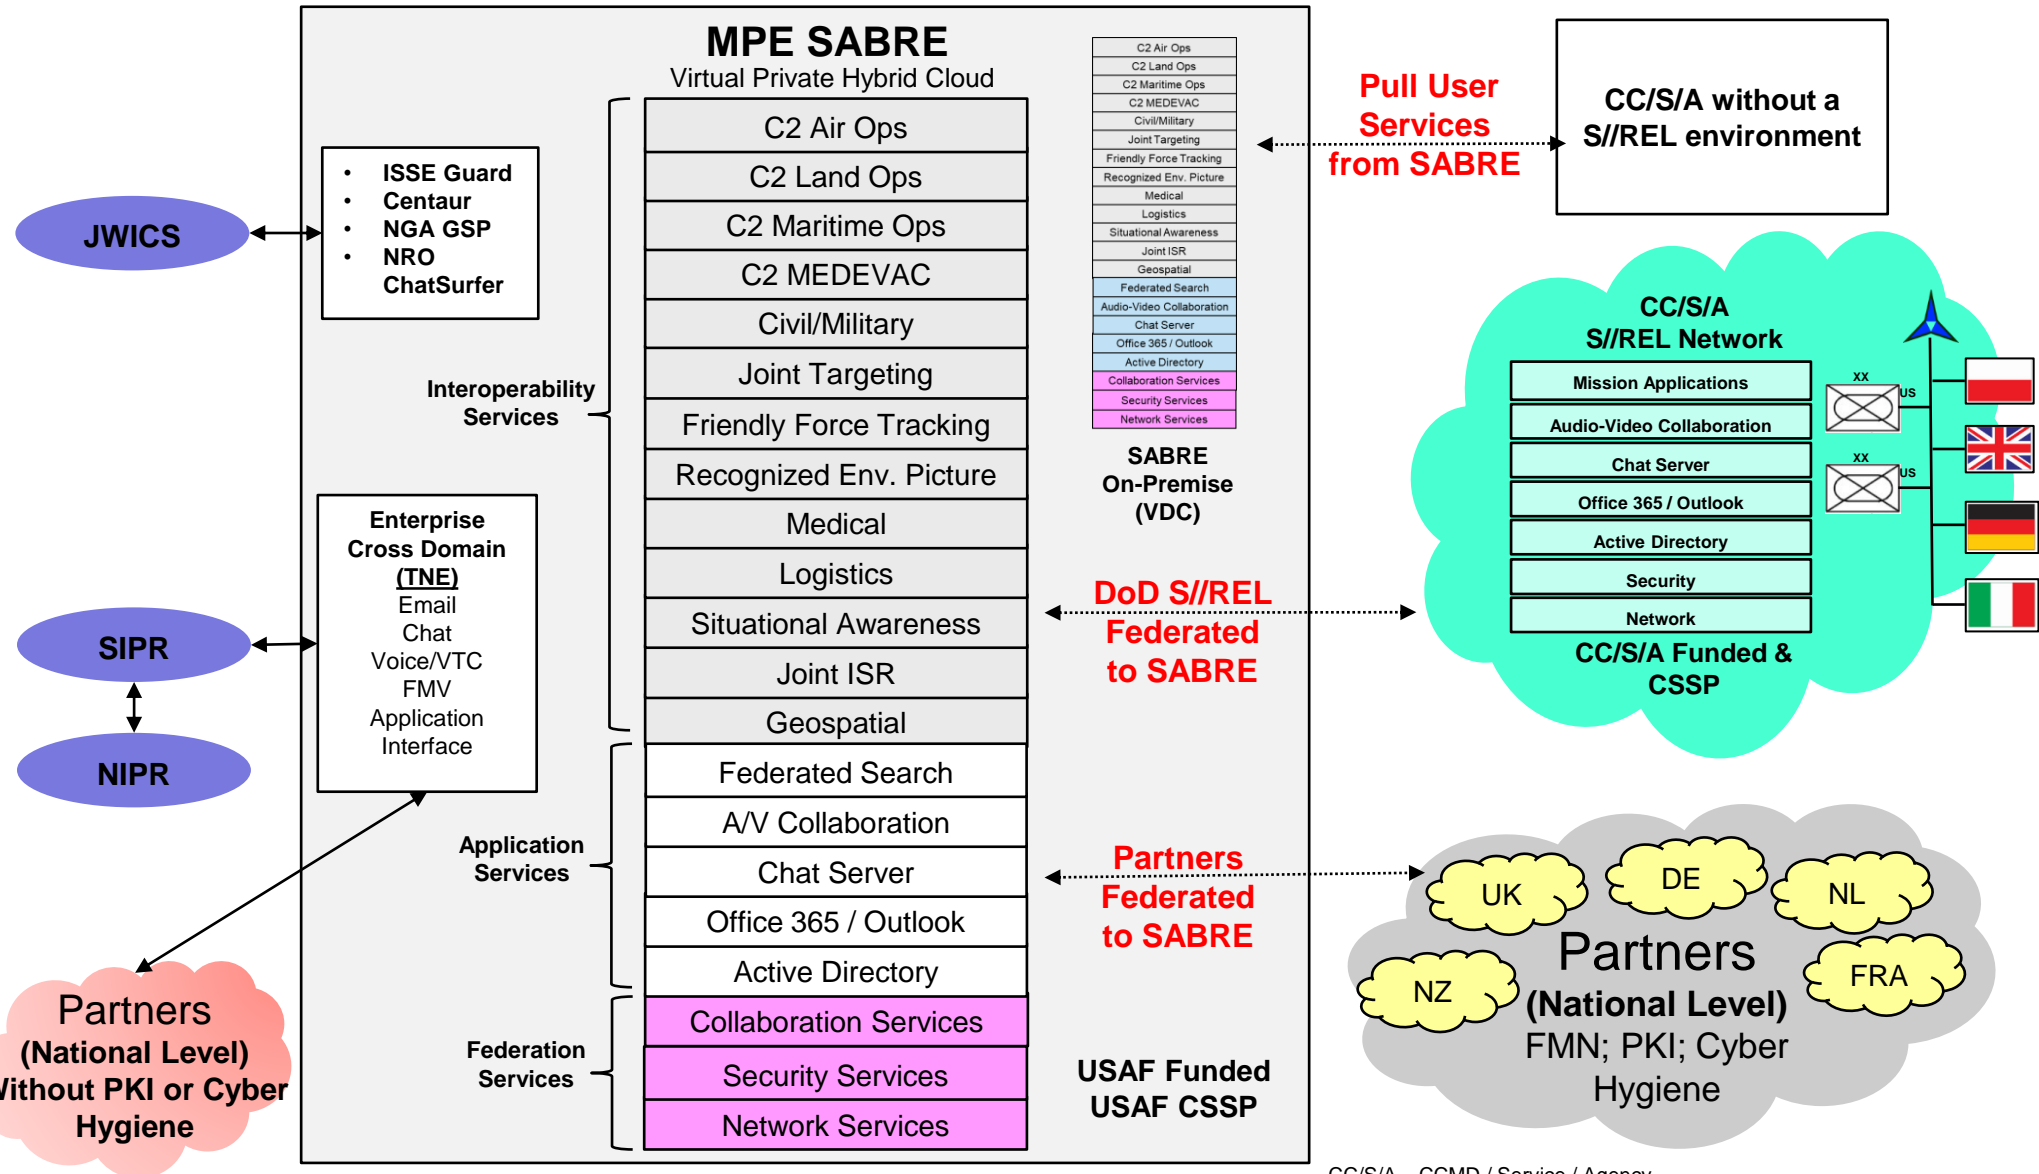 MPE SABRE
Virtual Private Hybrid Cloud
C2 Air Ops
C2 Land Ops
C2 Maritime Ops
C2 MEDEVAC
Civil/Military
Joint Targeting
Friendly Force Tracking
Recognized Env. Picture
Medical
Logistics
Situational Awareness
Joint ISR
Geospatial
Federated Search
A/V Collaboration
Chat Server
Office 365 / Outlook
Active Directory
Collaboration Services
Security Services
Network Services
Interoperability
Services
Application
Services
Federation
Services
JWICS
• ISSE Guard
• Centaur
• NGA GSP
• NRO
ChatSurfer
SIPR
NIPR
Enterprise
Cross Domain
(TNE)
Email
Chat
Voice/VTC
FMV
Application
Interface
Partners
(National Level)
Without PKI or Cyber
Hygiene
C2 Air Ops
C2 Land Ops
C2 Maritime Ops
C2 MEDEVAC
Civil/Military
Joint Targeting
Friendly Force Tracking
Recognized Env. Picture
Medical
Logistics
Situational Awareness
Joint ISR
Geospatial
Federated Search
Audio-Video Collaboration
Chat Server
Office 365 / Outlook
Active Directory
Collaboration Services
Security Services
Network Services
SABRE
On-Premise
(VDC)
DoD S//REL
Federated
to SABRE
Partners
Federated
to SABRE
USAF Funded
USAF CSSP
Pull User
Services
from SABRE
CC/S/A without a
S//REL environment
CC/S/A
S//REL Network
Mission Applications
Audio-Video Collaboration
Chat Server
Office 365 / Outlook
Active Directory
Security
Network
CC/S/A Funded &
CSSP
XX
US
XX
US
UK
DE
NL
NZ
FRA
Partners
(National Level)
FMN; PKI; Cyber
Hygiene
CC/S/A – CCMD / Service / Agency